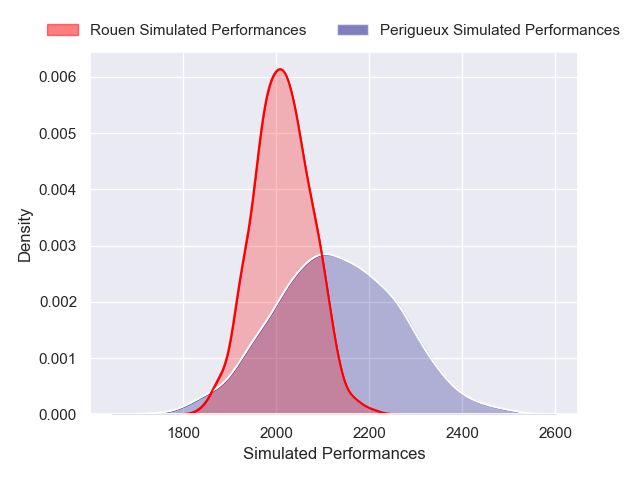 Rouen Simulated Performances
Perigueux Simulated Performances
0.006
0.005
0.004
0.003
0.002
0.001
0.000
Density
1800 2000 2200 2400 2600
Simulated Performances